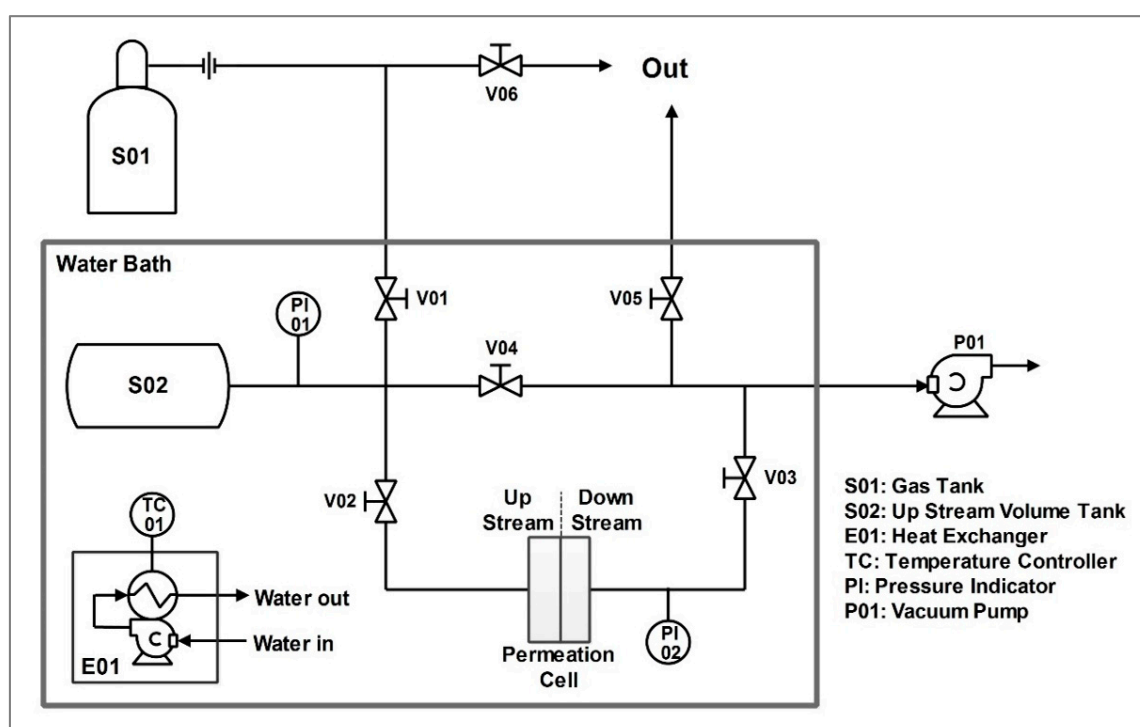 Out
V06
S01
Water Bath
PI
01
V01
V05
V04
P01
S02
V02
V03
Up
Stream
Down
Stream
TC
01
S01: Gas Tank
S02: Up Stream Volume Tank
E01: Heat Exchanger
TC: Temperature Controller
PI: Pressure Indicator
P01: Vacuum Pump
Water out
Water in
E01
C
C
PI
02
Permeation
Cell